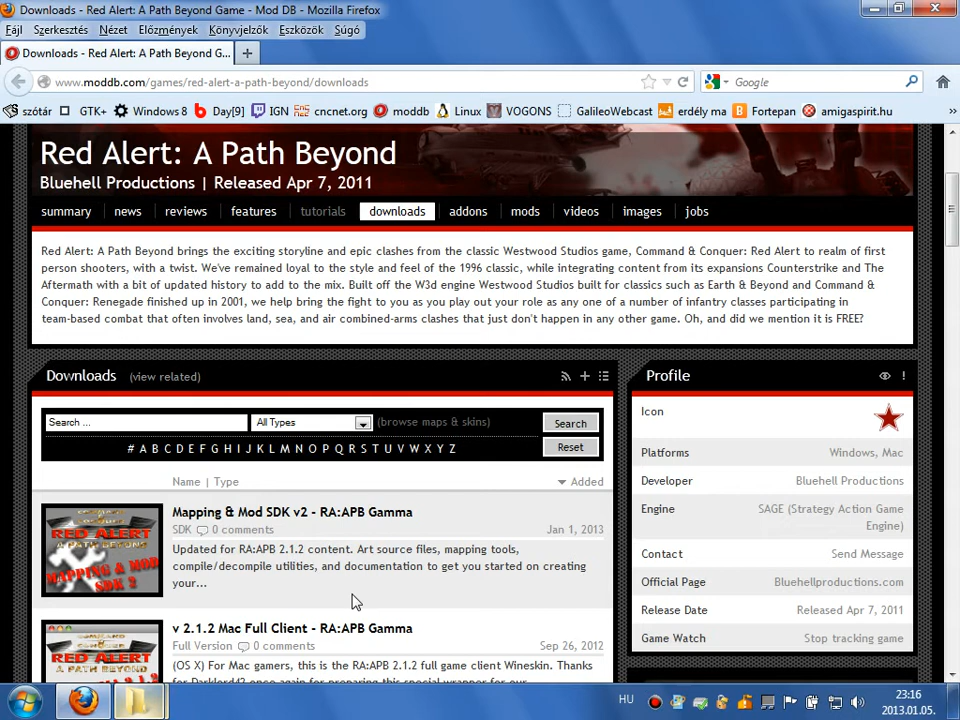 Downloads - Red Alert: A Path Beyond Game - Mod DB - Mozilla Firefox
Fájl Szerkesztés Nézet Előzmények Könyvjelzők Eszközök Súgó
Downloads - Red Alert: A Path Beyond G...
www.moddb.com/games/red-alert-a-path-beyond/downloads
Google
szótár GTK+ Windows 8 Day[9] IGN cncnet.org moddb Linux VOGONS GalileoWebcast erdély ma Fortepan amigaspirit.hu
Red Alert: A Path Beyond
Bluehell Productions | Released Apr 7, 2011
summary news reviews features tutorials downloads addons mods videos images jobs
Red Alert: A Path Beyond brings the exciting storyline and epic clashes from the classic Westwood Studios game, Command & Conquer: Red Alert to realm of first
person shooters, with a twist. We've remained loyal to the style and feel of the 1996 classic, while integrating content from its expansions Counterstrike and The
Aftermath with a bit of updated history to add to the mix. Built off the W3d engine Westwood Studios built for classics such as Earth & Beyond and Command &
Conquer: Renegade finished up in 2001, we help bring the fight to you as you play out your role as any one of a number of infantry classes participating in
team-based combat that often involves land, sea, and air combined-arms clashes that just don't happen in any other game. Oh, and did we mention it is FREE?
Downloads (view related)
Search ... All Types (browse maps & skins) Search
# A B C D E F G H I J K L M N O P Q R S T U V W X Y Z Reset
Name | Type Added
COMMAND
CONQUER
RED ALERT
A PATH BEYOND
MAPPING & MOD
SDK 2
Mapping & Mod SDK v2 - RA:APB Gamma
SDK 0 comments Jan 1, 2013
Updated for RA:APB 2.1.2 content. Art source files, mapping tools,
compile/decompile utilities, and documentation to get you started on creating
your...
RED ALERT
A PATH BEYOND
v 2.1.2 Mac Full Client - RA:APB Gamma
Full Version 0 comments Sep 26, 2012
(OS X) For Mac gamers, this is the RA:APB 2.1.2 full game client Wineskin. Thanks
Profile
Icon
Platforms Windows, Mac
Developer Bluehell Productions
Engine SAGE (Strategy Action Game
Engine)
Contact Send Message
Official Page Bluehellproductions.com
Release Date Released Apr 7, 2011
Game Watch Stop tracking game
HU
23:16
2013.01.05.